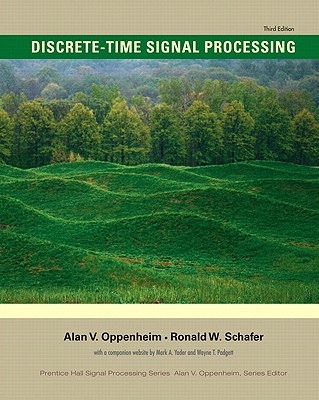 Third Edition
DISCRETE-TIME SIGNAL PROCESSING
Alan V. Oppenheim • Ronald W. Schafer
with a companion website by Mark A. Yoder and Wayne T. Padgett
Prentice Hall Signal Processing Series Alan V. Oppenheim, Series Editor